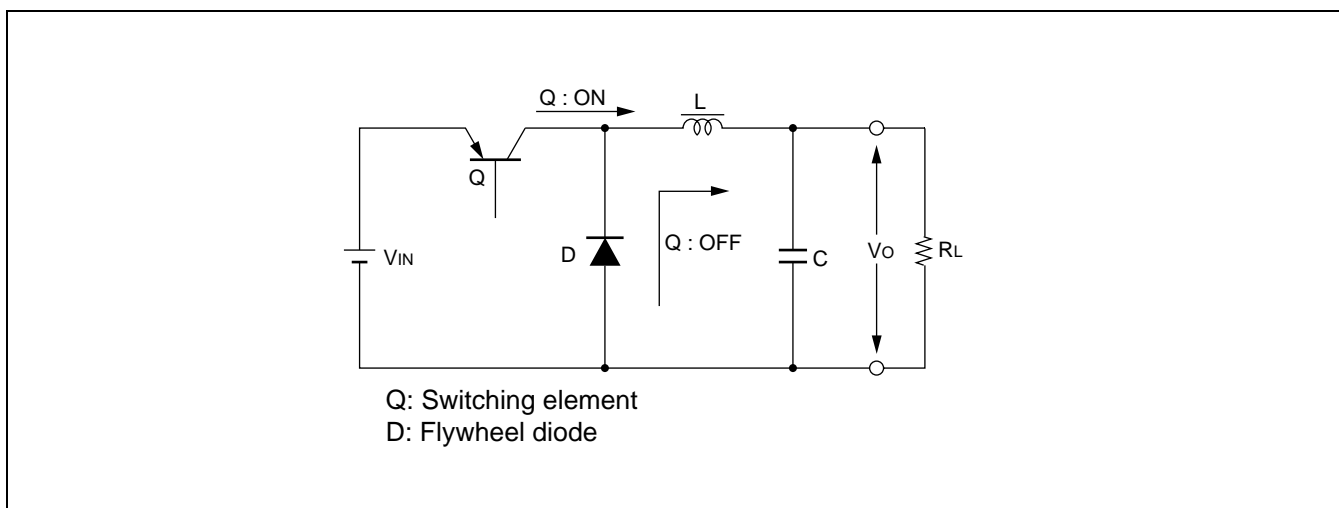 Q : ON
L
Q
VIN
D
Q : OFF
C
VO
RL
Q: Switching element
D: Flywheel diode